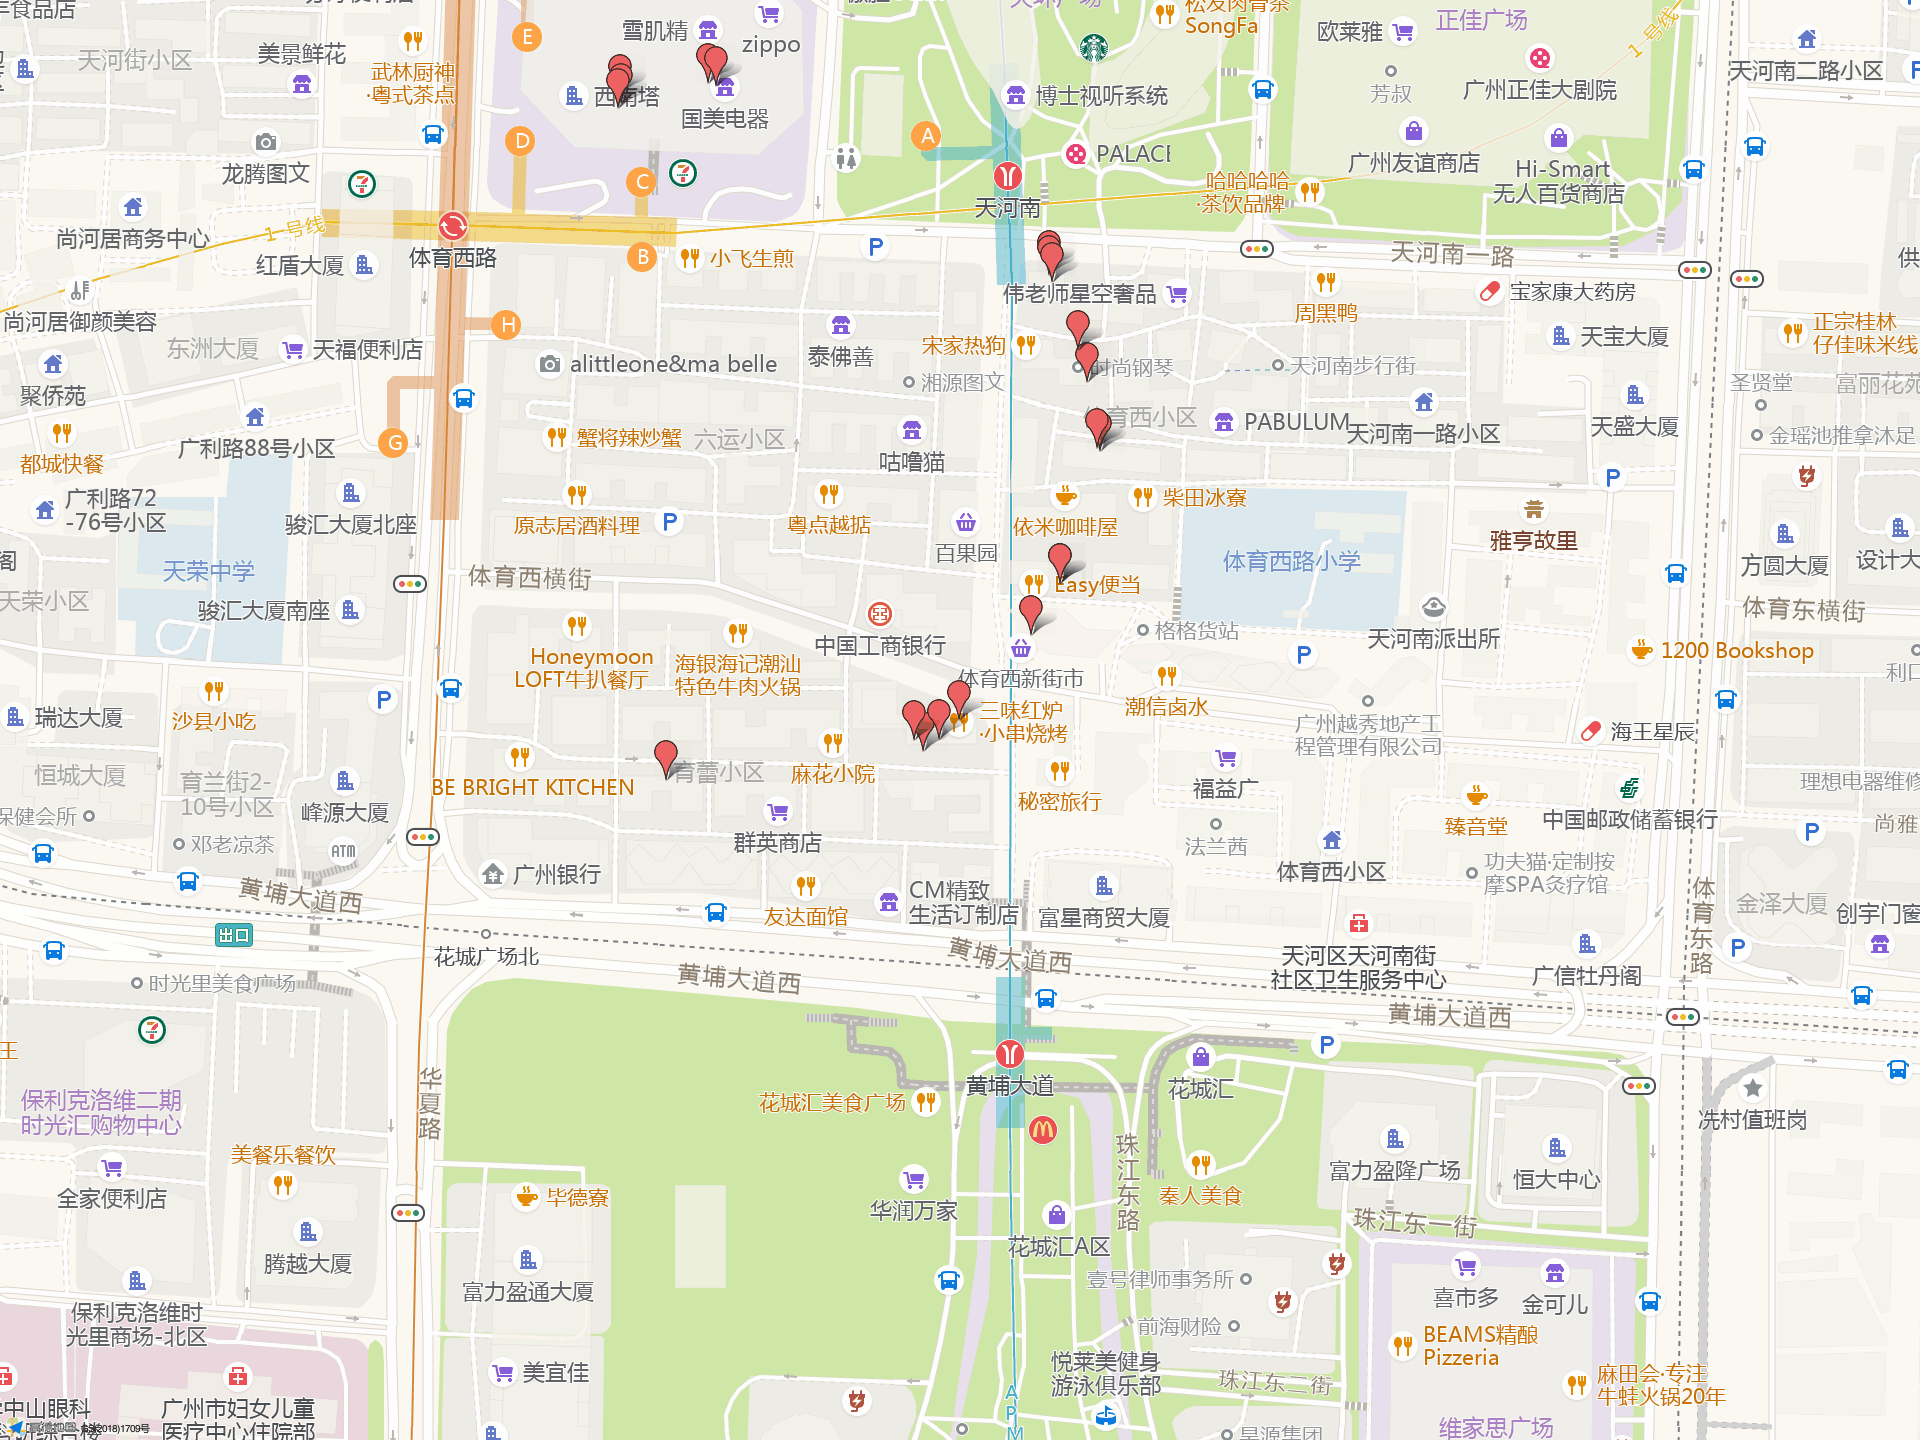 松发肉骨茶
SongFa
雪肌精
zippo
欧莱雅
正佳广场
1号线
天河南二路小区
美景鲜花
天河街小区
武林厨神
·粤式茶点
E
西南塔
国美电器
博士视听系统
芳叔
广州正佳大剧院
龙腾图文
D
C
A
PALACE
广州友谊商店
Hi-Smart
无人百货商店
哈哈哈哈
·茶饮品牌
天河南
尚河居商务中心
1号线
红盾大厦
体育西路
B
小飞生煎
P
天河南一路
伟老师星空奢品
周黑鸭
宝家康大药房
尚河居御颜美容
东洲大厦
天福便利店
H
泰佛善
宋家热狗
天宝大厦
正宗桂林
仔佳味米线
聚侨苑
alittleone&ma belle
湘源图文
时尚钢琴
天河南步行街
圣贤堂
广利路88号小区
G
蟹将辣炒蟹
六运小区
咕噜猫
体育西小区
PABULUM
天河南一路小区
天盛大厦
金瑶池推拿沐足
都城快餐
广利路72
-76号小区
骏汇大厦北座
原志居酒料理
P
粤点越掂
百果园
依米咖啡屋
柴田冰寮
P
雅亨故里
方圆大厦
天荣中学
天荣小区
骏汇大厦南座
体育西横街
中国工商银行
Easy便当
体育西路小学
格格货站
P
天河南派出所
体育东横街
1200 Bookshop
Honeymoon
LOFT牛扒餐厅
海银海记潮汕
特色牛肉火锅
体育西新街市
瑞达大厦
沙县小吃
P
三味红炉
·小串烧烤
潮信卤水
广州越秀地产工
程管理有限公司
海王星辰
恒城大厦
育兰街2-
10号小区
峰源大厦
BE BRIGHT KITCHEN
育蕾小区
麻花小院
秘密旅行
福益广
理想电器维修
保健会所
邓老凉茶
ATM
群英商店
法兰茜
臻音堂
中国邮政储蓄银行
P
体育西小区
功夫猫·定制按
摩SPA灸疗馆
黄埔大道西
广州银行
友达面馆
CM精致
生活订制店
富星商贸大厦
体育东路
金泽大厦
出口
花城广场北
黄埔大道西
黄埔大道西
天河区天河南街
社区卫生服务中心
广信牡丹阁
P
创宇门窗
时光里美食广场
黄埔大道西
P
黄埔大道
花城汇
华夏路
保利克洛维二期
时光汇购物中心
花城汇美食广场
冼村值班岗
珠江东路
美餐乐餐饮
全家便利店
毕德寮
华润万家
秦人美食
富力盈隆广场
恒大中心
花城汇A区
珠江东一街
腾越大厦
富力盈通大厦
壹号律师事务所
喜市多
金可儿
保利克洛维时
光里商场-北区
前海财险
BEAMS精酿
Pizzeria
美宜佳
悦莱美健身
游泳俱乐部
珠江东二街
麻田会·专注
牛蛙火锅20年
广州市妇女儿童
医疗中心住院部
APM
维家思广场